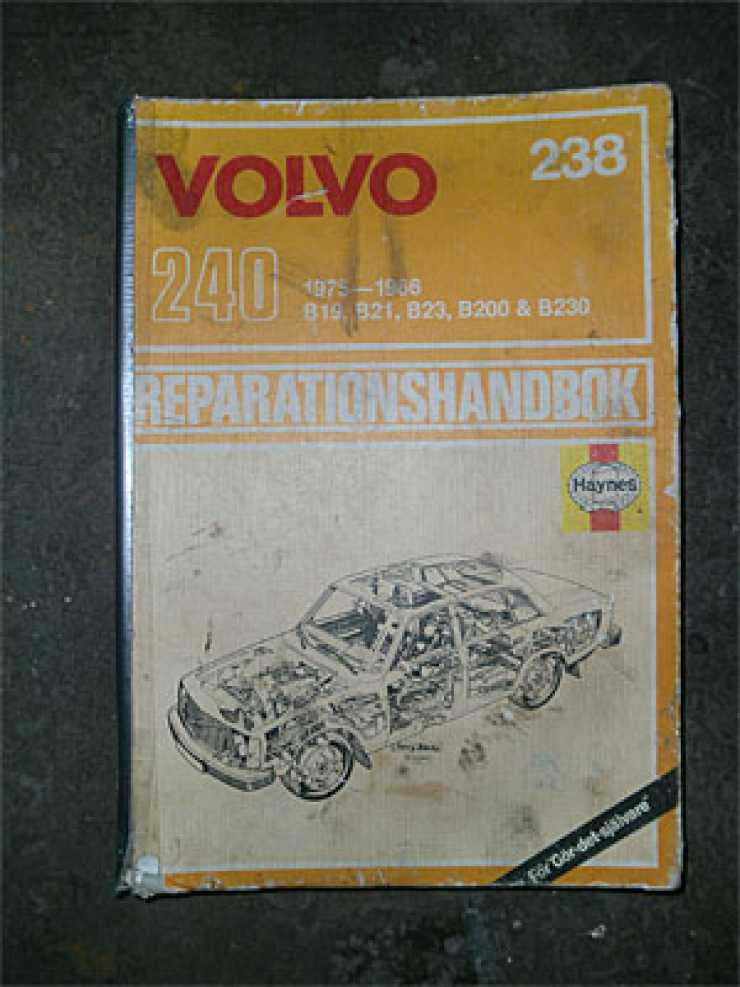 VOLVO
238
240
1975—1986
B19, B21, B23, B200 & B230
REPARATIONSHANDBOK
Haynes
För "Gör-det-självare"